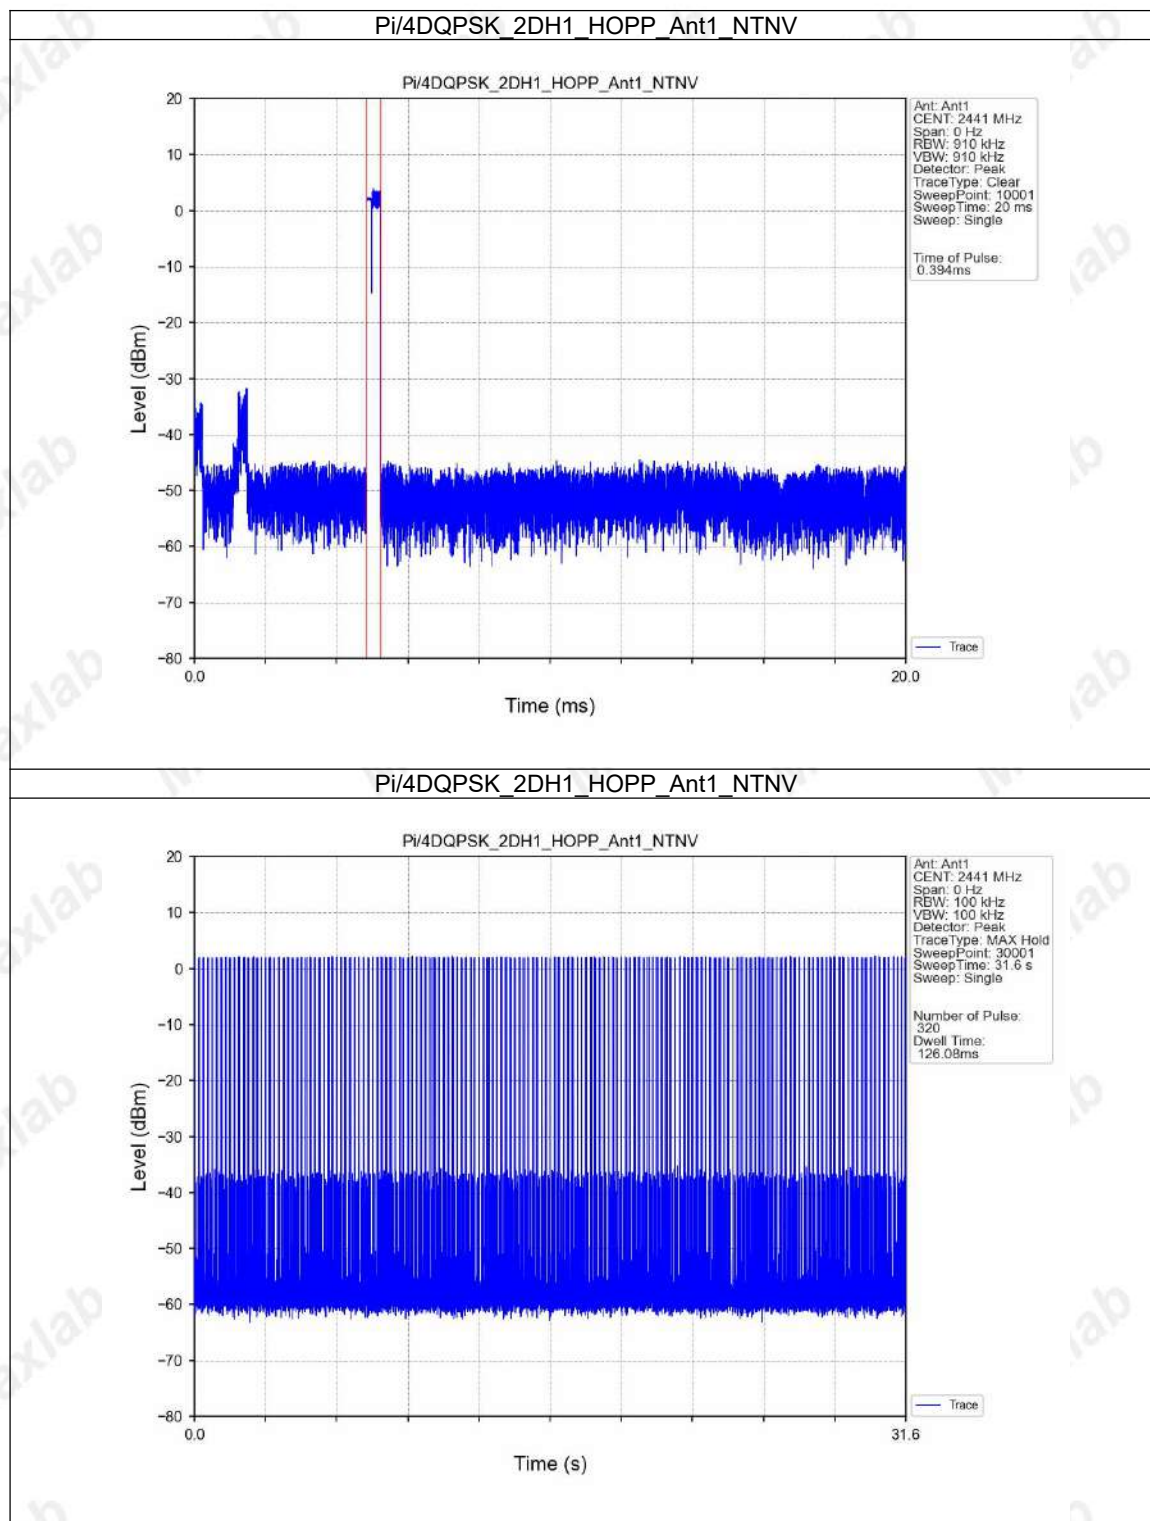 Pi/4DQPSK_2DH1_HOPP_Ant1_NTNV
Pi/4DQPSK_2DH1_HOPP_Ant1_NTNV
20
10
0
−10
−20
−30
−40
−50
−60
−70
−80
Level (dBm)
0.0
20.0
Time (ms)
Ant: Ant1
CENT: 2441 MHz
Span: 0 Hz
RBW: 910 kHz
VBW: 910 kHz
Detector: Peak
TraceType: Clear
SweepPoint: 10001
SweepTime: 20 ms
Sweep: Single
Time of Pulse:
0.394ms
Trace
Pi/4DQPSK_2DH1_HOPP_Ant1_NTNV
Pi/4DQPSK_2DH1_HOPP_Ant1_NTNV
20
10
0
−10
−20
−30
−40
−50
−60
−70
−80
Level (dBm)
0.0
31.6
Time (s)
Ant: Ant1
CENT: 2441 MHz
Span: 0 Hz
RBW: 100 kHz
VBW: 100 kHz
Detector: Peak
TraceType: MAX Hold
SweepPoint: 30001
SweepTime: 31.6 s
Sweep: Single
Number of Pulse:
320
Dwell Time:
126.08ms
Trace